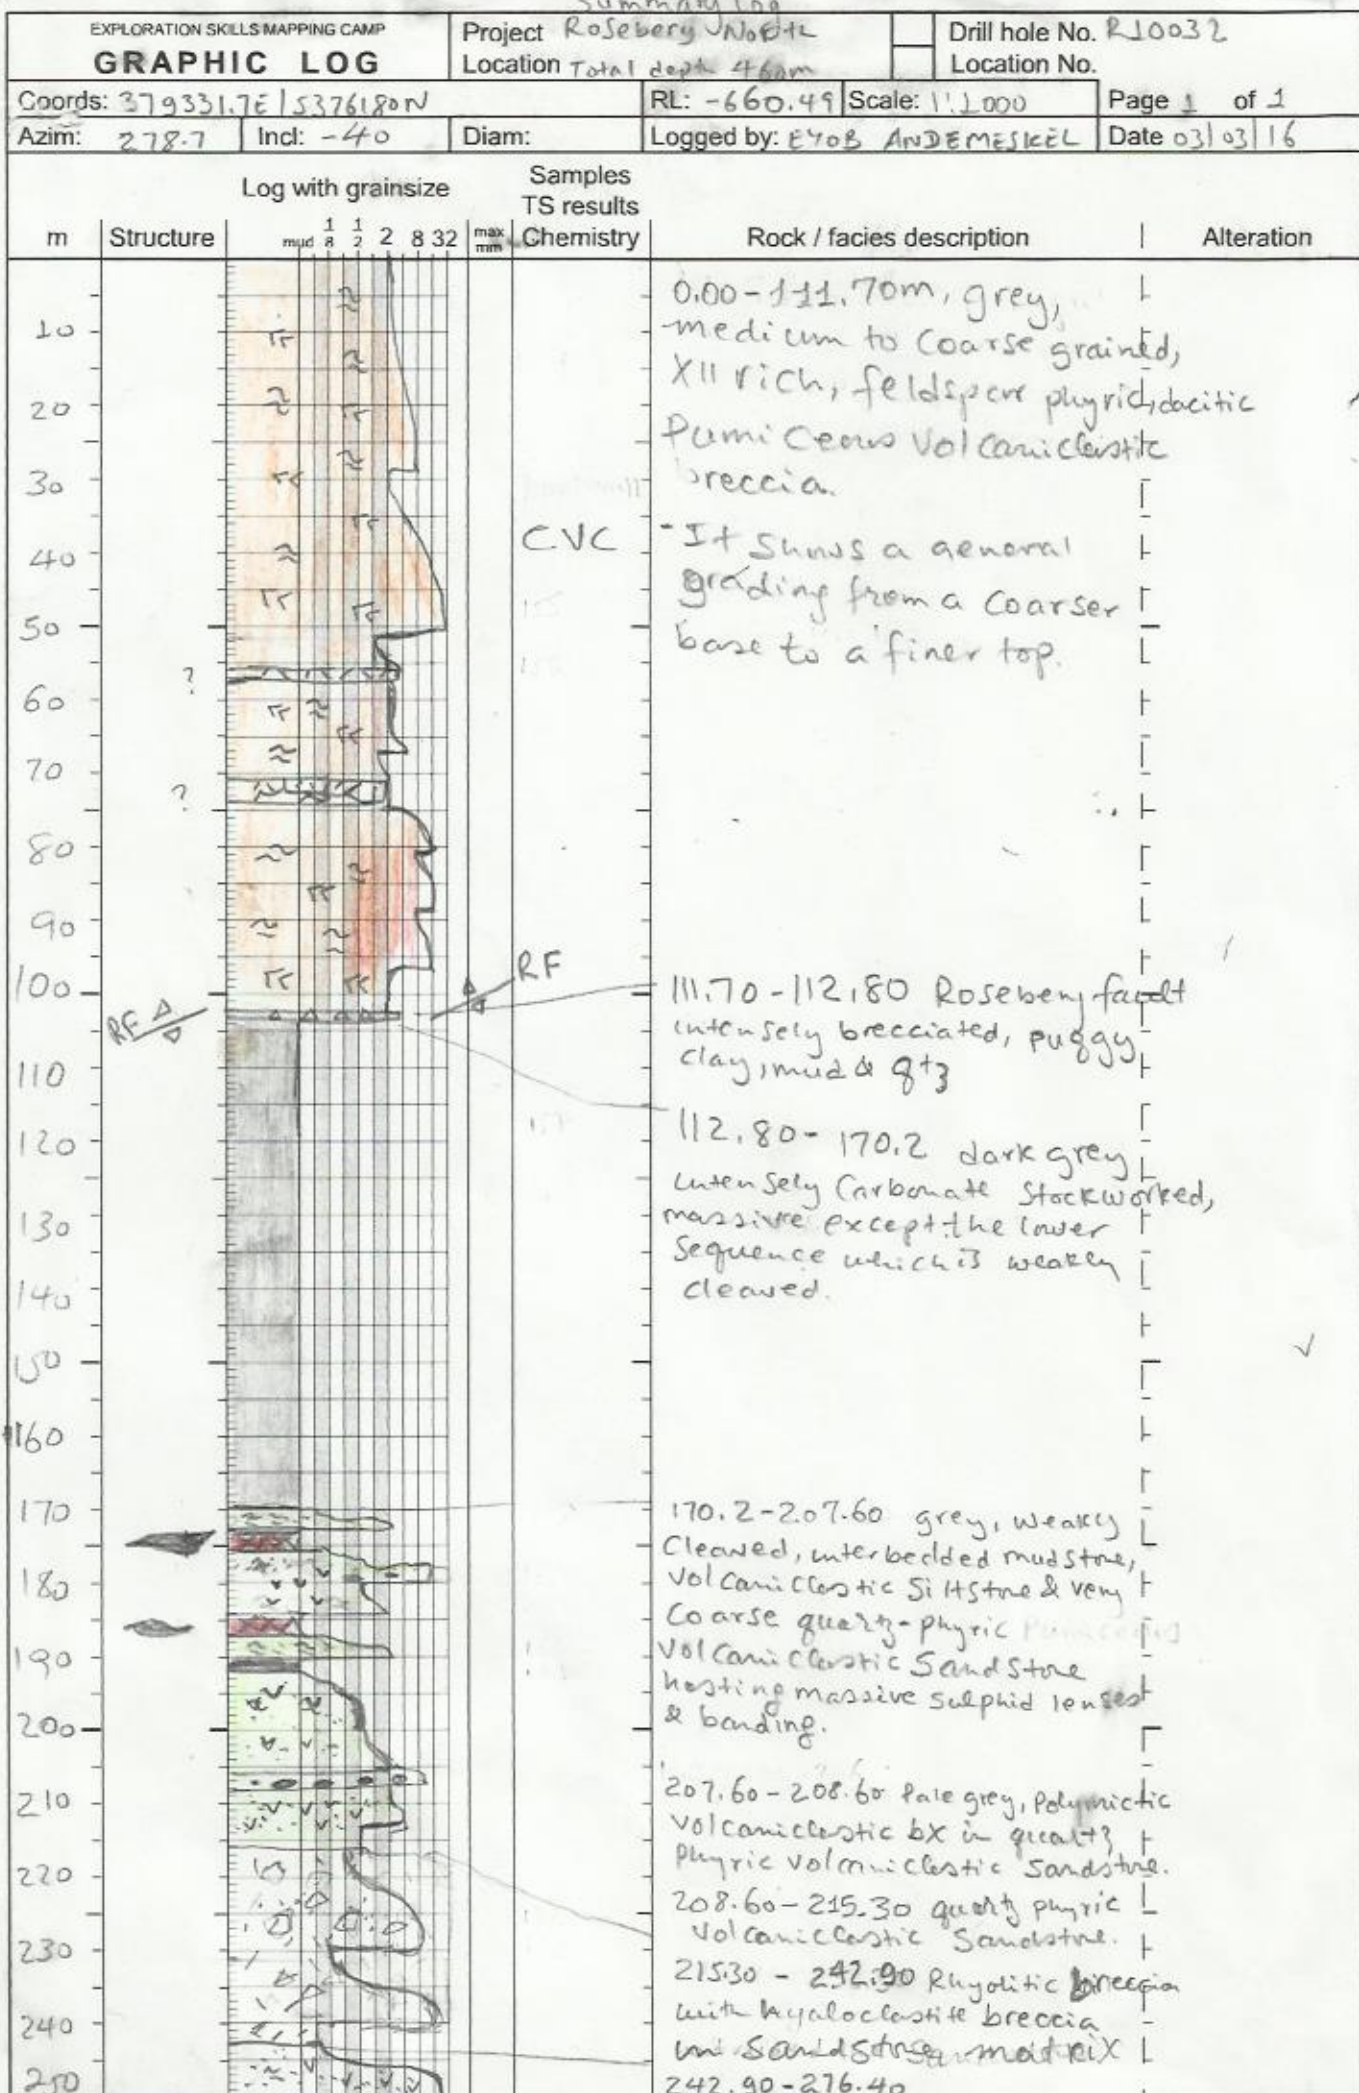 Summary log
EXPLORATION SKILLS MAPPING CAMP
GRAPHIC LOG
Project Rosebery North
Location Total depth 460m
Drill hole No. R10032
Location No.
Coords: 379331.7E / 5376180N
RL: -660.49
Scale: 1:1000
Page 1 of 1
Azim: 278.7
Incl: -40
Diam:
Logged by: EYOB ANDEMESKEL
Date 03/03/16
m
Structure
Log with grainsize
mud 1/8 1/2 2 8 32
max mm
Samples
TS results
Chemistry
Rock / facies description
Alteration
10
20
30
40
50
60
70
80
90
100
110
120
130
140
150
160
170
180
190
200
210
220
230
240
250
?
?
RF
RF
CVC
0.00-111.70m, grey,
medium to coarse grained,
Xll rich, feldspar phyric, dacitic
Pumiceous Volcaniclastic
breccia.
- It shows a general
grading from a coarser
base to a finer top.
111.70-112.80 Rosebery fault
intensely brecciated, puggy
clay, mud & qtz
112.80-170.2 dark grey
intensely Carbonate Stockworked,
massive except the lower
Sequence which is weakly
cleaved.
170.2-207.60 grey, weakly
Cleaved, interbedded mudstone,
volcaniclastic siltstone & very
Coarse quartz-phyric
volcaniclastic Sandstone
hosting massive sulphid lenses
& banding.
207.60-208.60 Pale grey, Polymictic
volcaniclastic bx in quartz
Phyric volcaniclastic Sandstone.
208.60-215.30 quartz phyric
volcaniclastic Sandstone.
215.30 - 242.90 Rhyolitic breccia
with hyaloclastite breccia
in Sandstone matrix
242.90-276.40